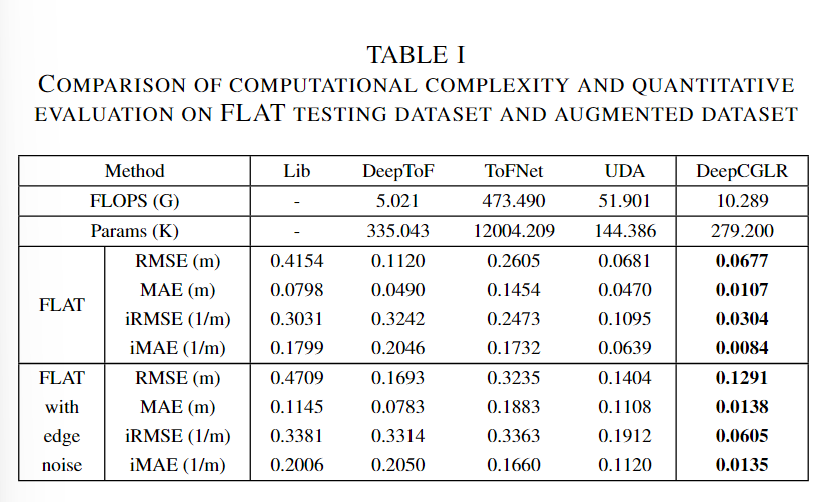 TABLE I
COMPARISON OF COMPUTATIONAL COMPLEXITY AND QUANTITATIVE
EVALUATION ON FLAT TESTING DATASET AND AUGMENTED DATASET
Method Lib DeepToF ToFNet UDA DeepCGLR
FLOPS (G) - 5.021 473.490 51.901 10.289
Params (K) - 335.043 12004.209 144.386 279.200
FLAT
RMSE (m) 0.4154 0.1120 0.2605 0.0681 0.0677
MAE (m) 0.0798 0.0490 0.1454 0.0470 0.0107
iRMSE (1/m) 0.3031 0.3242 0.2473 0.1095 0.0304
iMAE (1/m) 0.1799 0.2046 0.1732 0.0639 0.0084
FLAT RMSE (m) 0.4709 0.1693 0.3235 0.1404 0.1291
with MAE (m) 0.1145 0.0783 0.1883 0.1108 0.0138
edge iRMSE (1/m) 0.3381 0.3314 0.3363 0.1912 0.0605
noise iMAE (1/m) 0.2006 0.2050 0.1660 0.1120 0.0135